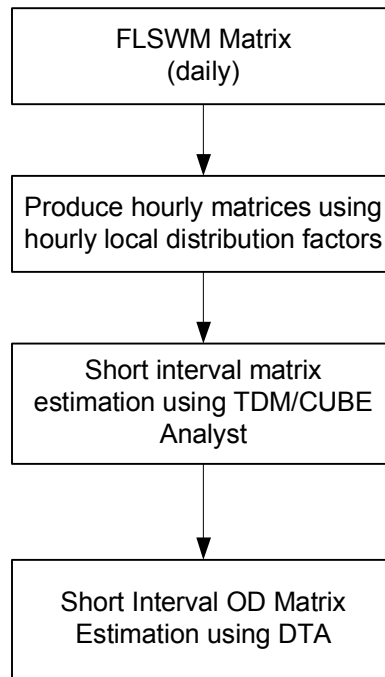 FLSWM Matrix
(daily)
Produce hourly matrices using
hourly local distribution factors
Short interval matrix
estimation using TDM/CUBE
Analyst
Short Interval OD Matrix
Estimation using DTA